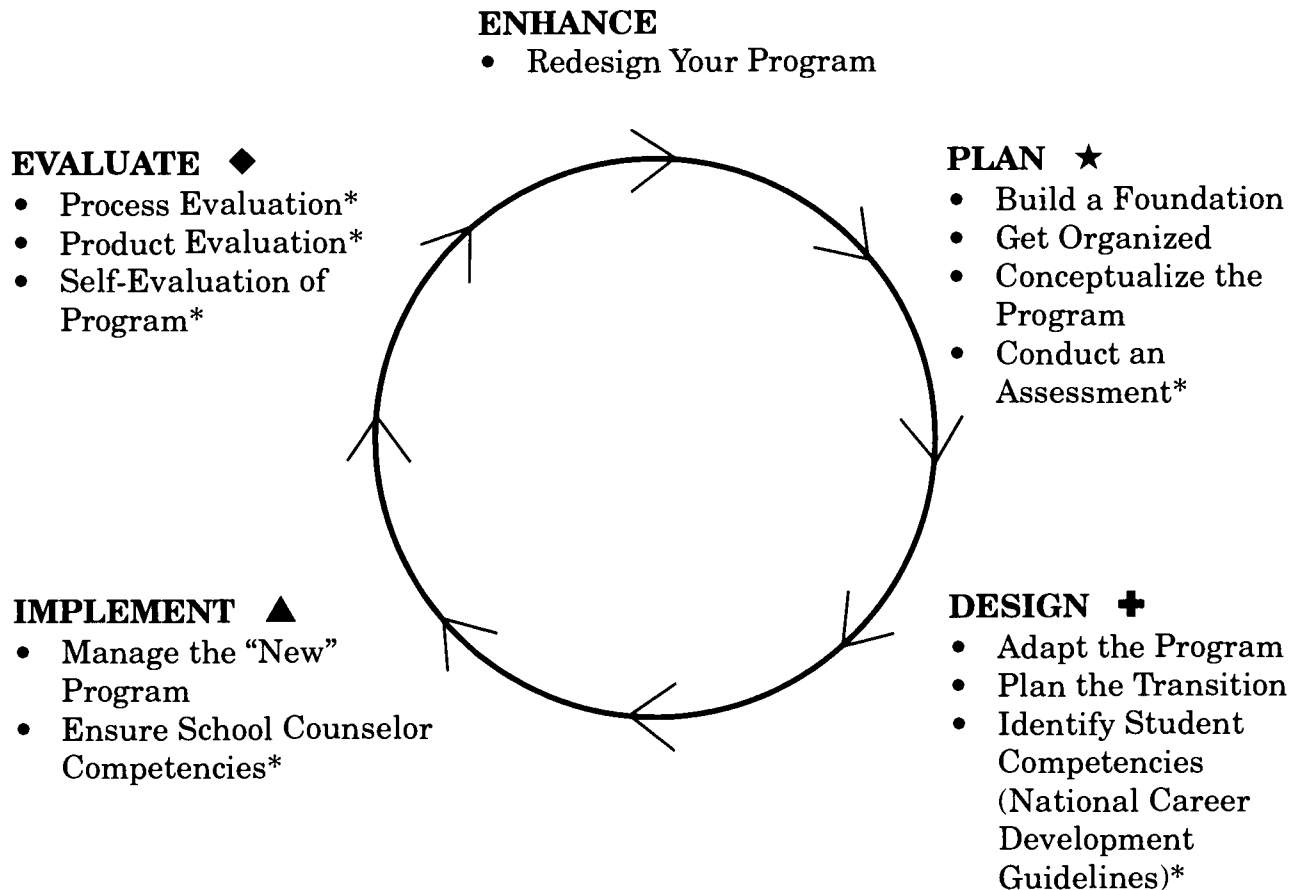 ENHANCE
• Redesign Your Program
EVALUATE ◆
• Process Evaluation*
• Product Evaluation*
• Self-Evaluation of
Program*
PLAN ★
• Build a Foundation
• Get Organized
• Conceptualize the
Program
• Conduct an
Assessment*
IMPLEMENT ▲
• Manage the “New”
Program
• Ensure School Counselor
Competencies*
DESIGN ✚
• Adapt the Program
• Plan the Transition
• Identify Student
Competencies
(National Career
Development
Guidelines)*